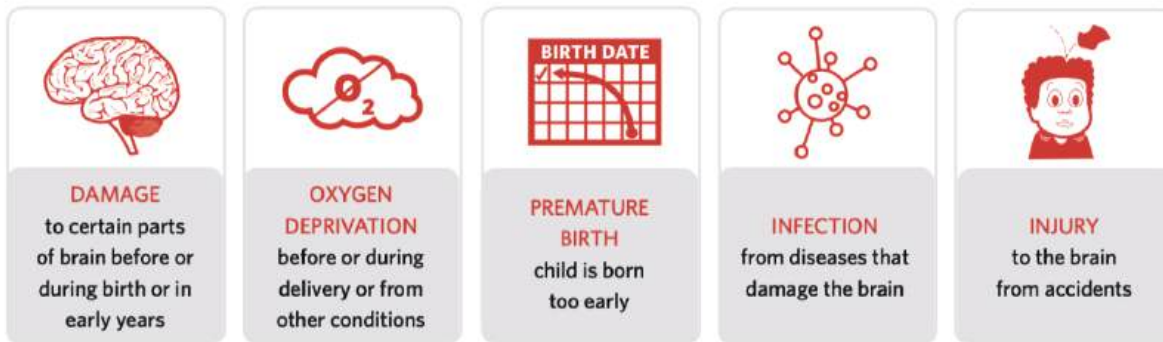 BIRTH DATE
O₂
DAMAGE
to certain parts
of brain before or
during birth or in
early years
OXYGEN
DEPRIVATION
before or during
delivery or from
other conditions
PREMATURE
BIRTH
child is born
too early
INFECTION
from diseases that
damage the brain
INJURY
to the brain
from accidents